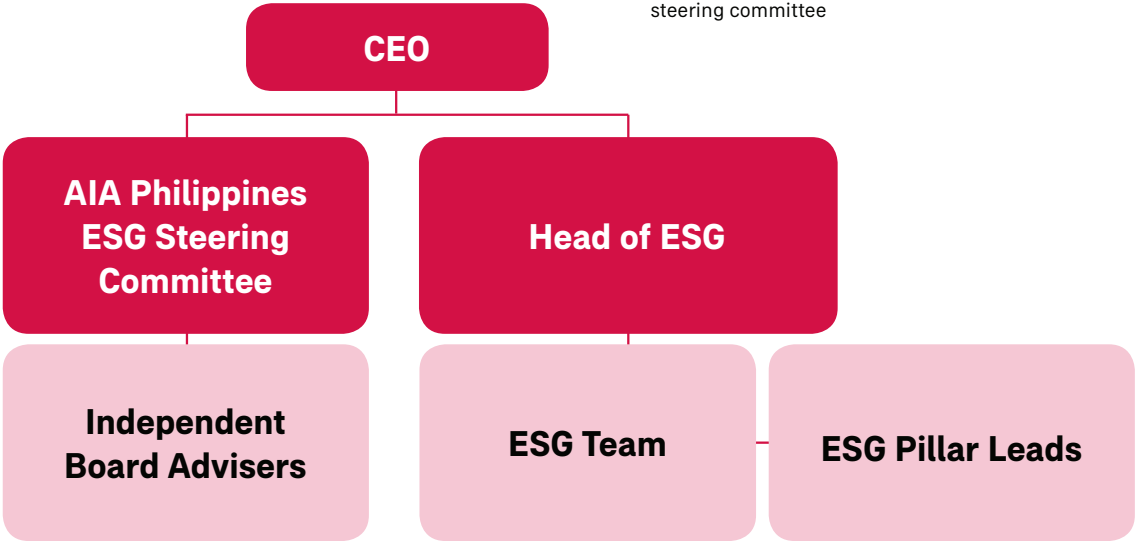 steering committee
CEO
AIA Philippines
ESG Steering
Committee
Head of ESG
Independent
Board Advisers
ESG Team
ESG Pillar Leads